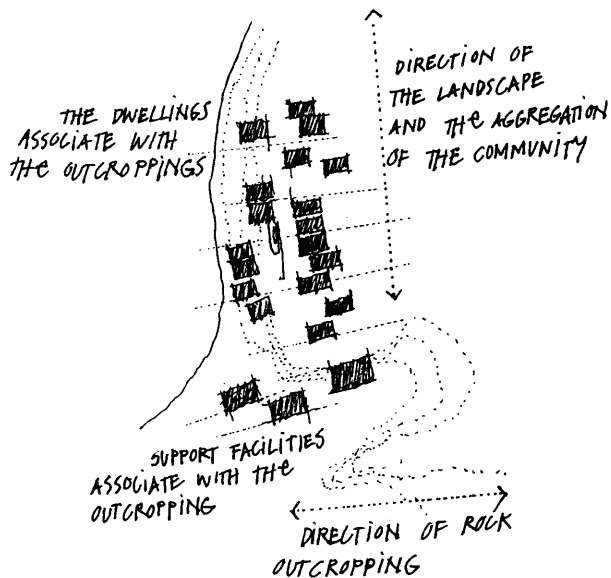 DIRECTION OF
THE LANDSCAPE
AND THE AGGREGATION
OF THE COMMUNITY
THE DWELLINGS
ASSOCIATE WITH
THE OUTCROPPINGS
SUPPORT FACILITIES
ASSOCIATE WITH THE
OUTCROPPING
DIRECTION OF ROCK
OUTCROPPING